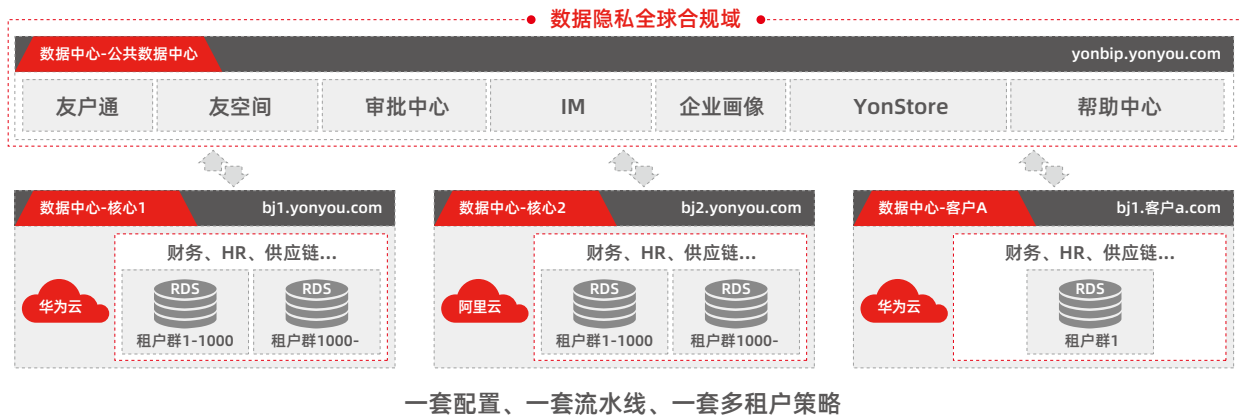 数据隐私全球合规域
数据中心-公共数据中心 yonbip.yonyou.com
友户通 友空间 审批中心 IM 企业画像 YonStore 帮助中心
数据中心-核心1 bj1.yonyou.com
财务、HR、供应链...
华为云
RDS RDS
租户群1-1000 租户群1000-
数据中心-核心2 bj2.yonyou.com
财务、HR、供应链...
阿里云
RDS RDS
租户群1-1000 租户群1000-
数据中心-客户A bj1.客户a.com
财务、HR、供应链...
华为云
RDS
租户群1
一套配置、一套流水线、一套多租户策略